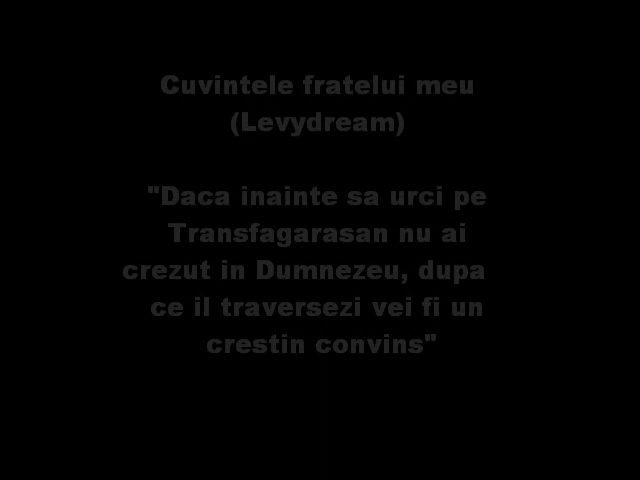 Cuvintele fratelui meu
(Levydream)
"Daca inainte sa urci pe
Transfagarasan nu ai
crezut in Dumnezeu, dupa
ce il traversezi vei fi un
crestin convins"